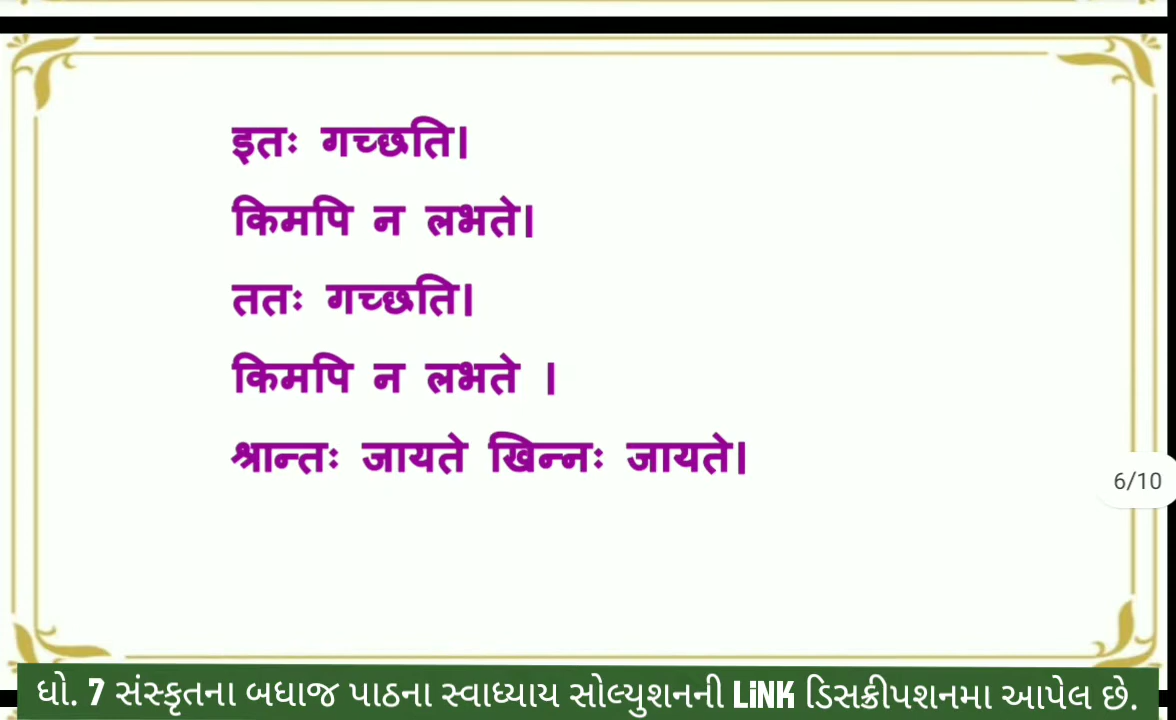 इतः गच्छति।
किमपि न लभते।
ततः गच्छति।
किमपि न लभते ।
श्रान्तः जायते खिन्नः जायते।
6/10
ધો. 7 સંસ્કૃતના બધાજ પાઠના સ્વાધ્યાય સોલ્યુશનની LiNK ડિસક્રીપશનમા આપેલ છે.